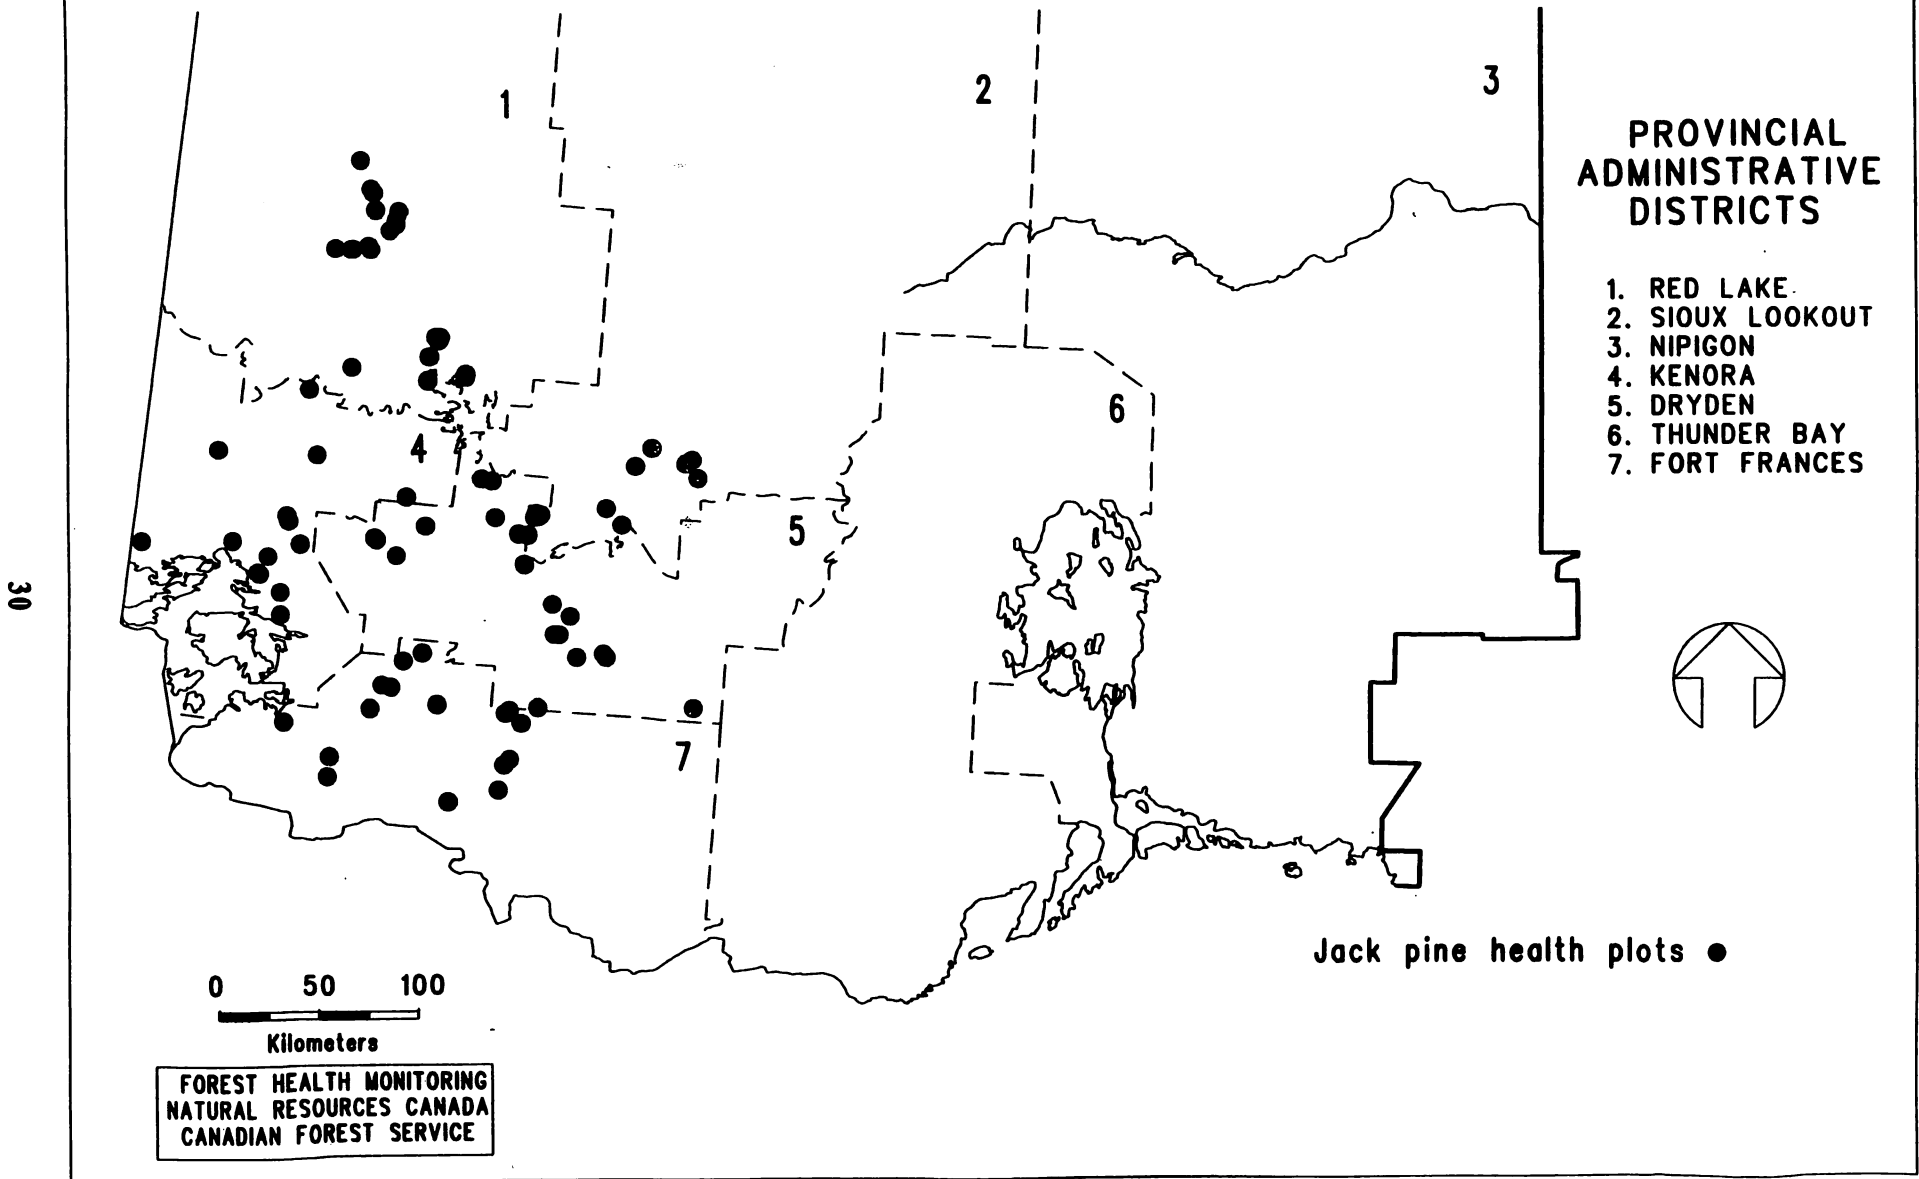 1
2
3
PROVINCIAL
ADMINISTRATIVE
DISTRICTS
1. RED LAKE
2. SIOUX LOOKOUT
3. NIPIGON
4. KENORA
5. DRYDEN
6. THUNDER BAY
7. FORT FRANCES
6
4
5
30
7
Jack pine health plots
0 50 100
Kilometers
FOREST HEALTH MONITORING
NATURAL RESOURCES CANADA
CANADIAN FOREST SERVICE